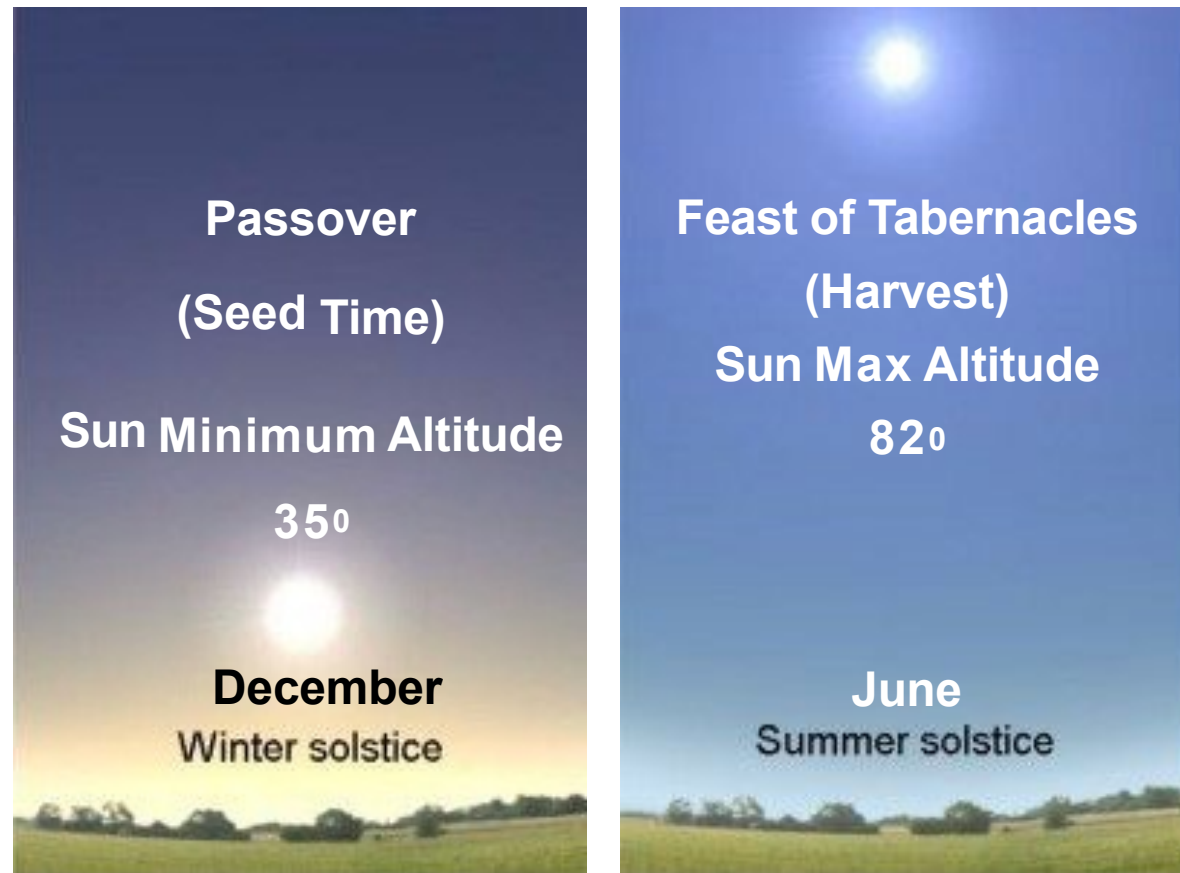 Passover
(Seed Time)
Sun Minimum Altitude
35⁰
December
Winter solstice
Feast of Tabernacles
(Harvest)
Sun Max Altitude
82⁰
June
Summer solstice